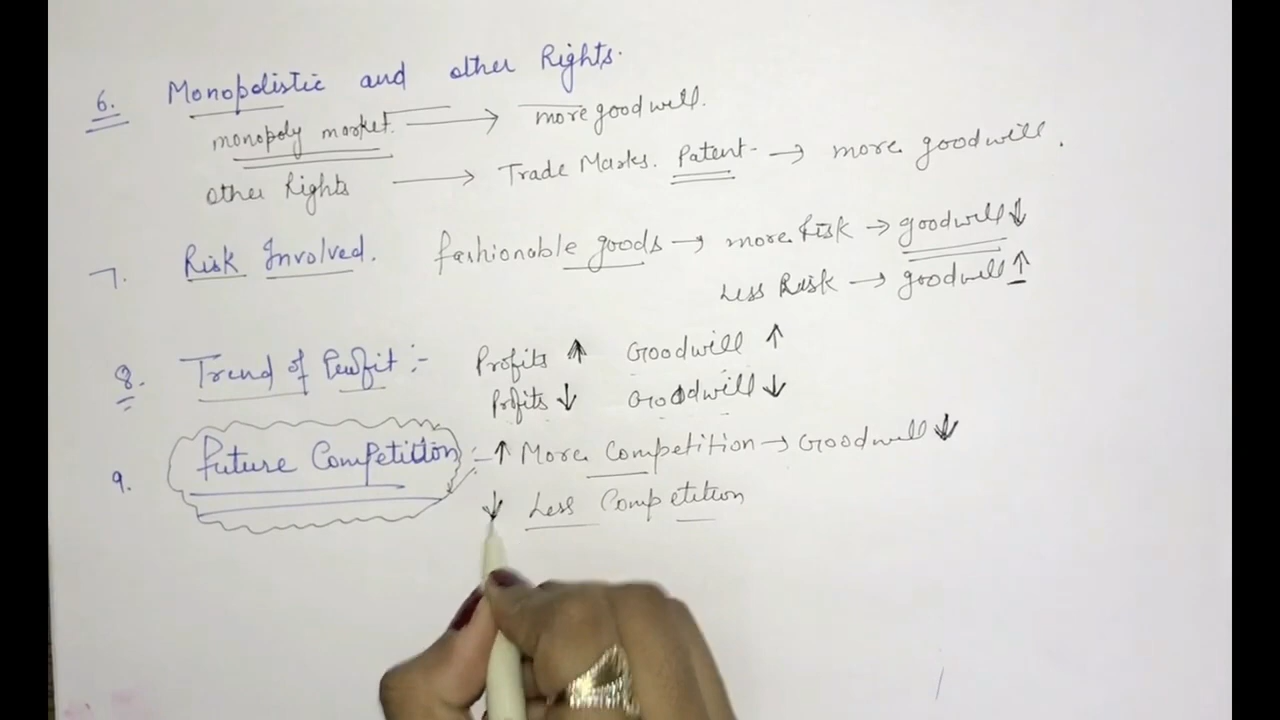 6. Monopolistic and other Rights.
monopoly market. → more goodwill.
other Rights → Trade Marks. Patent → more goodwill.
7. Risk Involved. fashionable goods → more Risk → goodwill ↓
Less Risk → goodwill ↑
8. Trend of Profit :- Profits ↑ Goodwill ↑
Profits ↓ Goodwill ↓
9. Future Competition :- ↑ More Competition → Goodwill ↓
↓ Less Competition